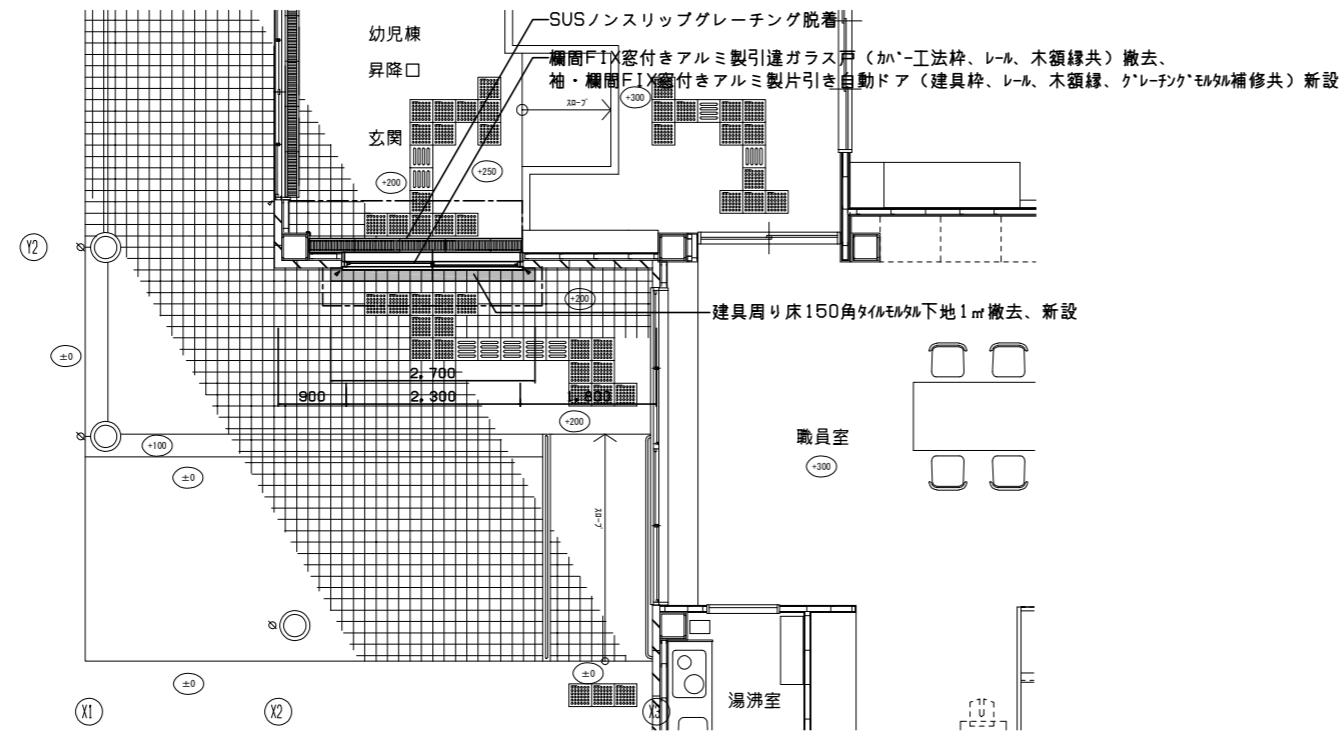 SUSノンスリップグレーチング脱着
幼児棟
昇降口
欄間FIX窓付きアルミ製引違ガラス戸（ｶﾊﾞｰ工法枠、ﾚｰﾙ、木額縁共）撤去、
袖・欄間FIX窓付きアルミ製片引き自動ドア（建具枠、ﾚｰﾙ、木額縁、ｸﾞﾚｰﾁﾝｸﾞﾓﾙﾀﾙ補修共）新設
+300
ｽﾛｰﾌﾟ
玄関
+250
+200
Y2
+200
建具周り床150角ﾀｲﾙﾓﾙﾀﾙ下地1㎡撤去、新設
±0
2,700
900
2,300
1,800
+200
+100
職員室
+300
±0
ｽﾛｰﾌﾟ
±0
±0
湯沸室
X1
X2
X3